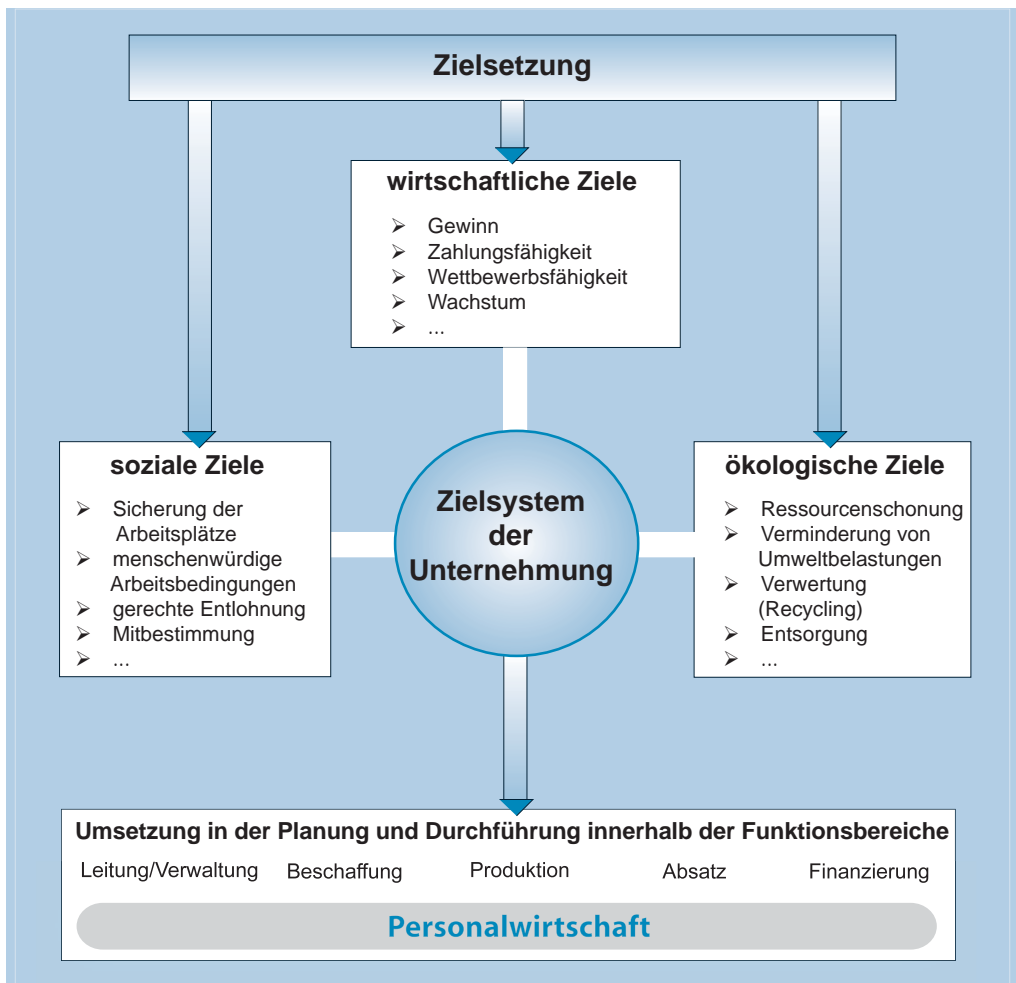 Zielsetzung
wirtschaftliche Ziele
➢ Gewinn
➢ Zahlungsfähigkeit
➢ Wettbewerbsfähigkeit
➢ Wachstum
➢ ...
soziale Ziele
➢ Sicherung der
Arbeitsplätze
➢ menschenwürdige
Arbeitsbedingungen
➢ gerechte Entlohnung
➢ Mitbestimmung
➢ ...
Zielsystem
der
Unternehmung
ökologische Ziele
➢ Ressourcenschonung
➢ Verminderung von
Umweltbelastungen
➢ Verwertung
(Recycling)
➢ Entsorgung
➢ ...
Umsetzung in der Planung und Durchführung innerhalb der Funktionsbereiche
Leitung/Verwaltung Beschaffung Produktion Absatz Finanzierung
Personalwirtschaft